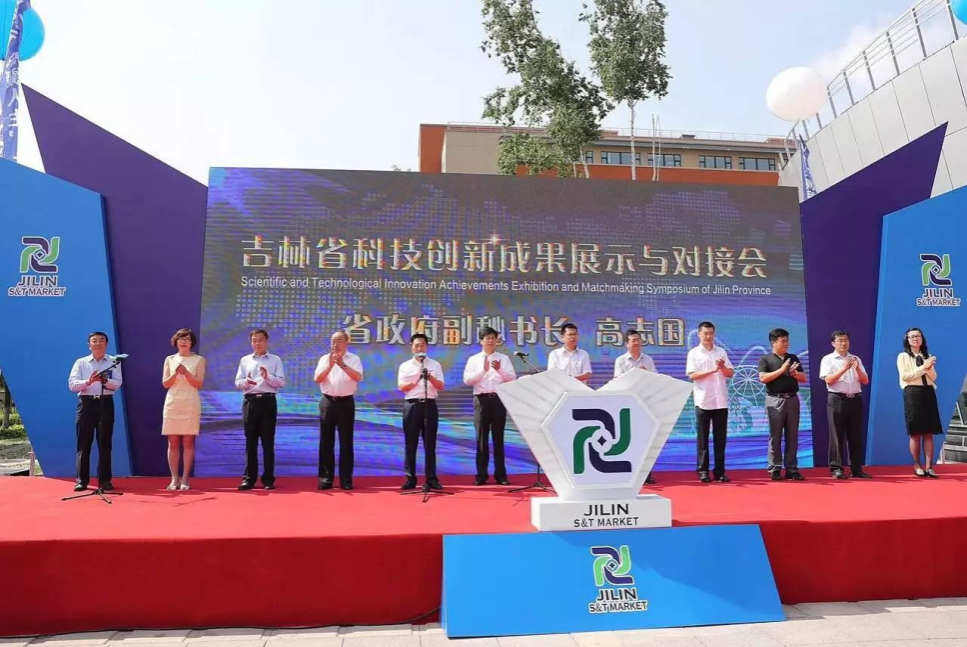 吉林省科技创新成果展示与对接会
Scientific and Technological Innovation Achievements Exhibition and Matchmaking Symposium of Jilin Province
省政府副秘书长 高志国
JILIN
S&T MARKET
JILIN
S&T MARKET
JILIN
S&T MARKET
JILIN
S&T MARKET